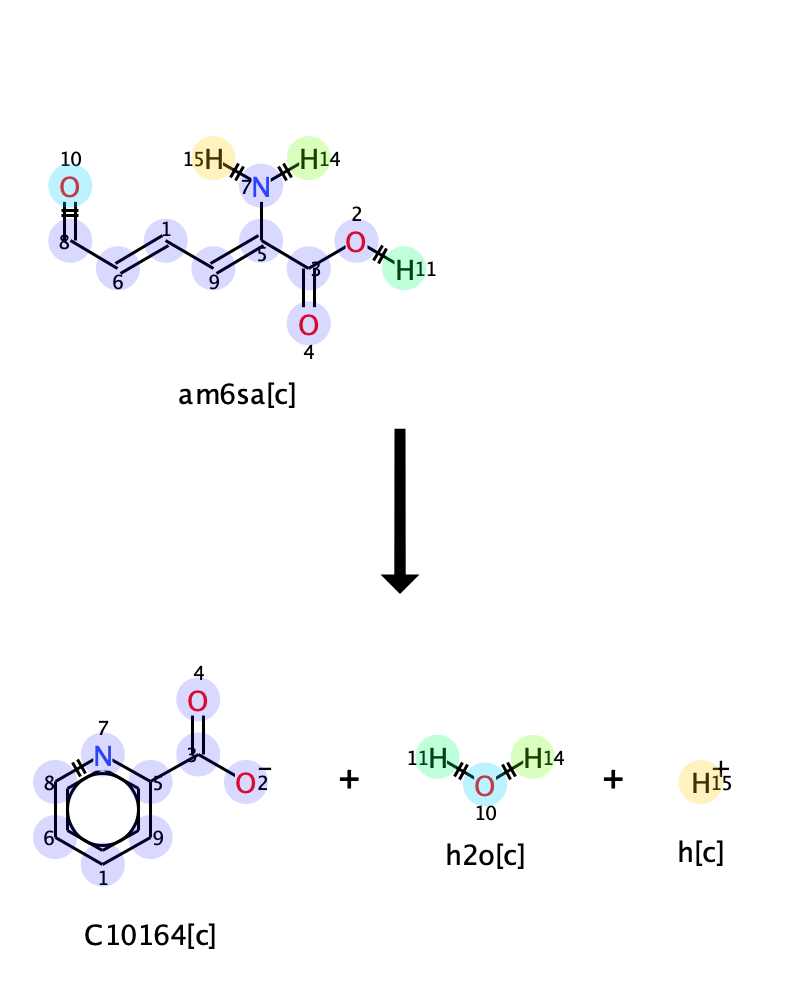 10
15H H14
O 7N
8 1 2
O
6 9 5 3 H11
O
4
am6sa[c]
4
O
7
N 3 −
8 5 O2
6 9
1
C10164[c]
+
11H H14
O
10
h2o[c]
+
+
H15
h[c]